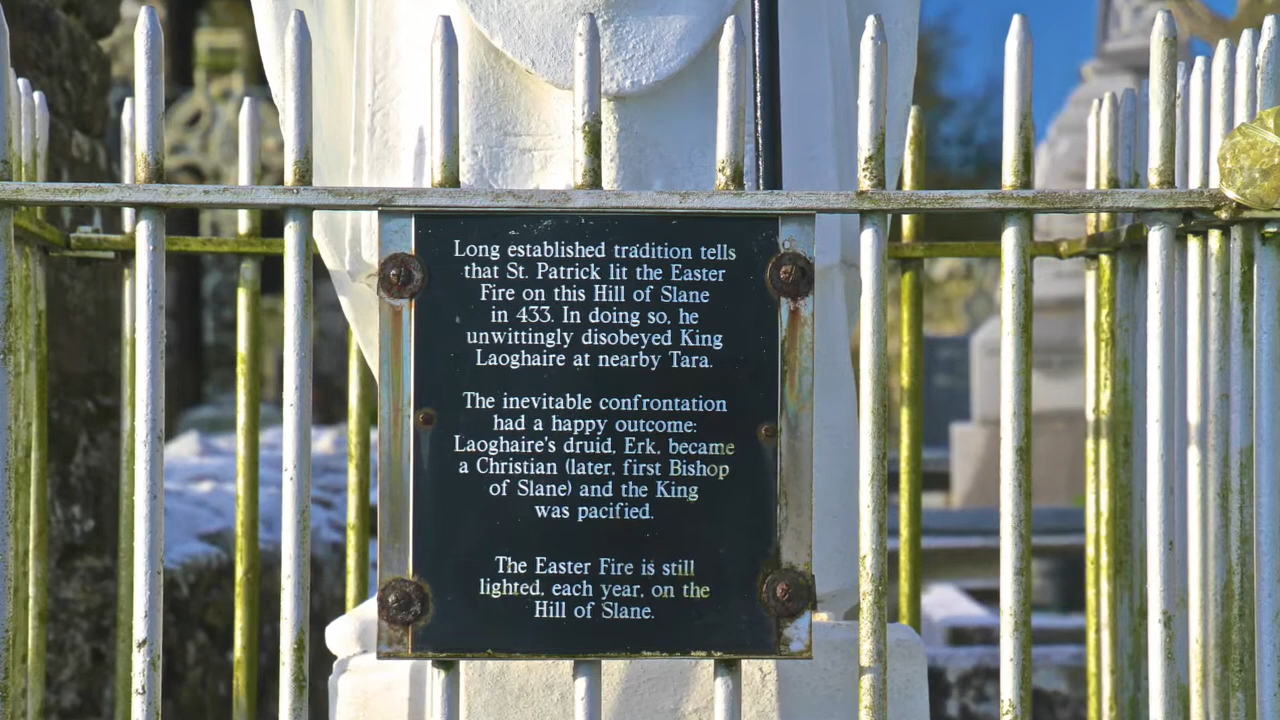 Long established tradition tells
that St. Patrick lit the Easter
Fire on this Hill of Slane
in 433. In doing so, he
unwittingly disobeyed King
Laoghaire at nearby Tara.
The inevitable confrontation
had a happy outcome:
Laoghaire's druid, Erk, became
a Christian (later, first Bishop
of Slane) and the King
was pacified.
The Easter Fire is still
lighted, each year, on the
Hill of Slane.